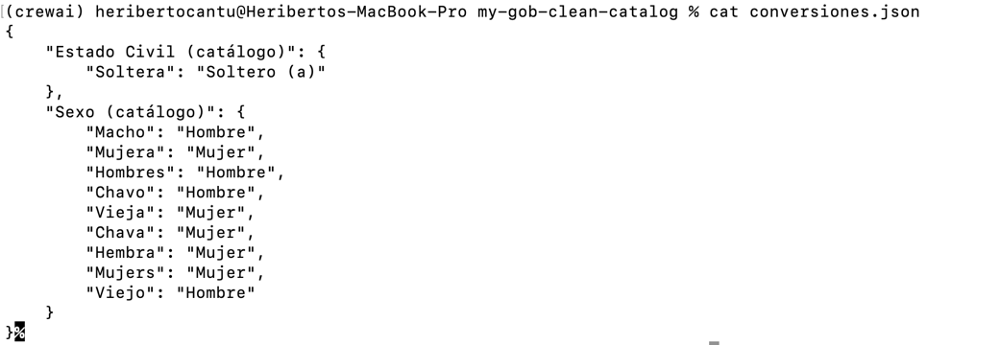 (crewai) heribertocantu@Heribertos-MacBook-Pro my-gob-clean-catalog % cat conversiones.json
{
    "Estado Civil (catálogo)": {
        "Soltera": "Soltero (a)"
    },
    "Sexo (catálogo)": {
        "Macho": "Hombre",
        "Mujera": "Mujer",
        "Hombres": "Hombre",
        "Chavo": "Hombre",
        "Vieja": "Mujer",
        "Chava": "Mujer",
        "Hembra": "Mujer",
        "Mujers": "Mujer",
        "Viejo": "Hombre"
    }
}%